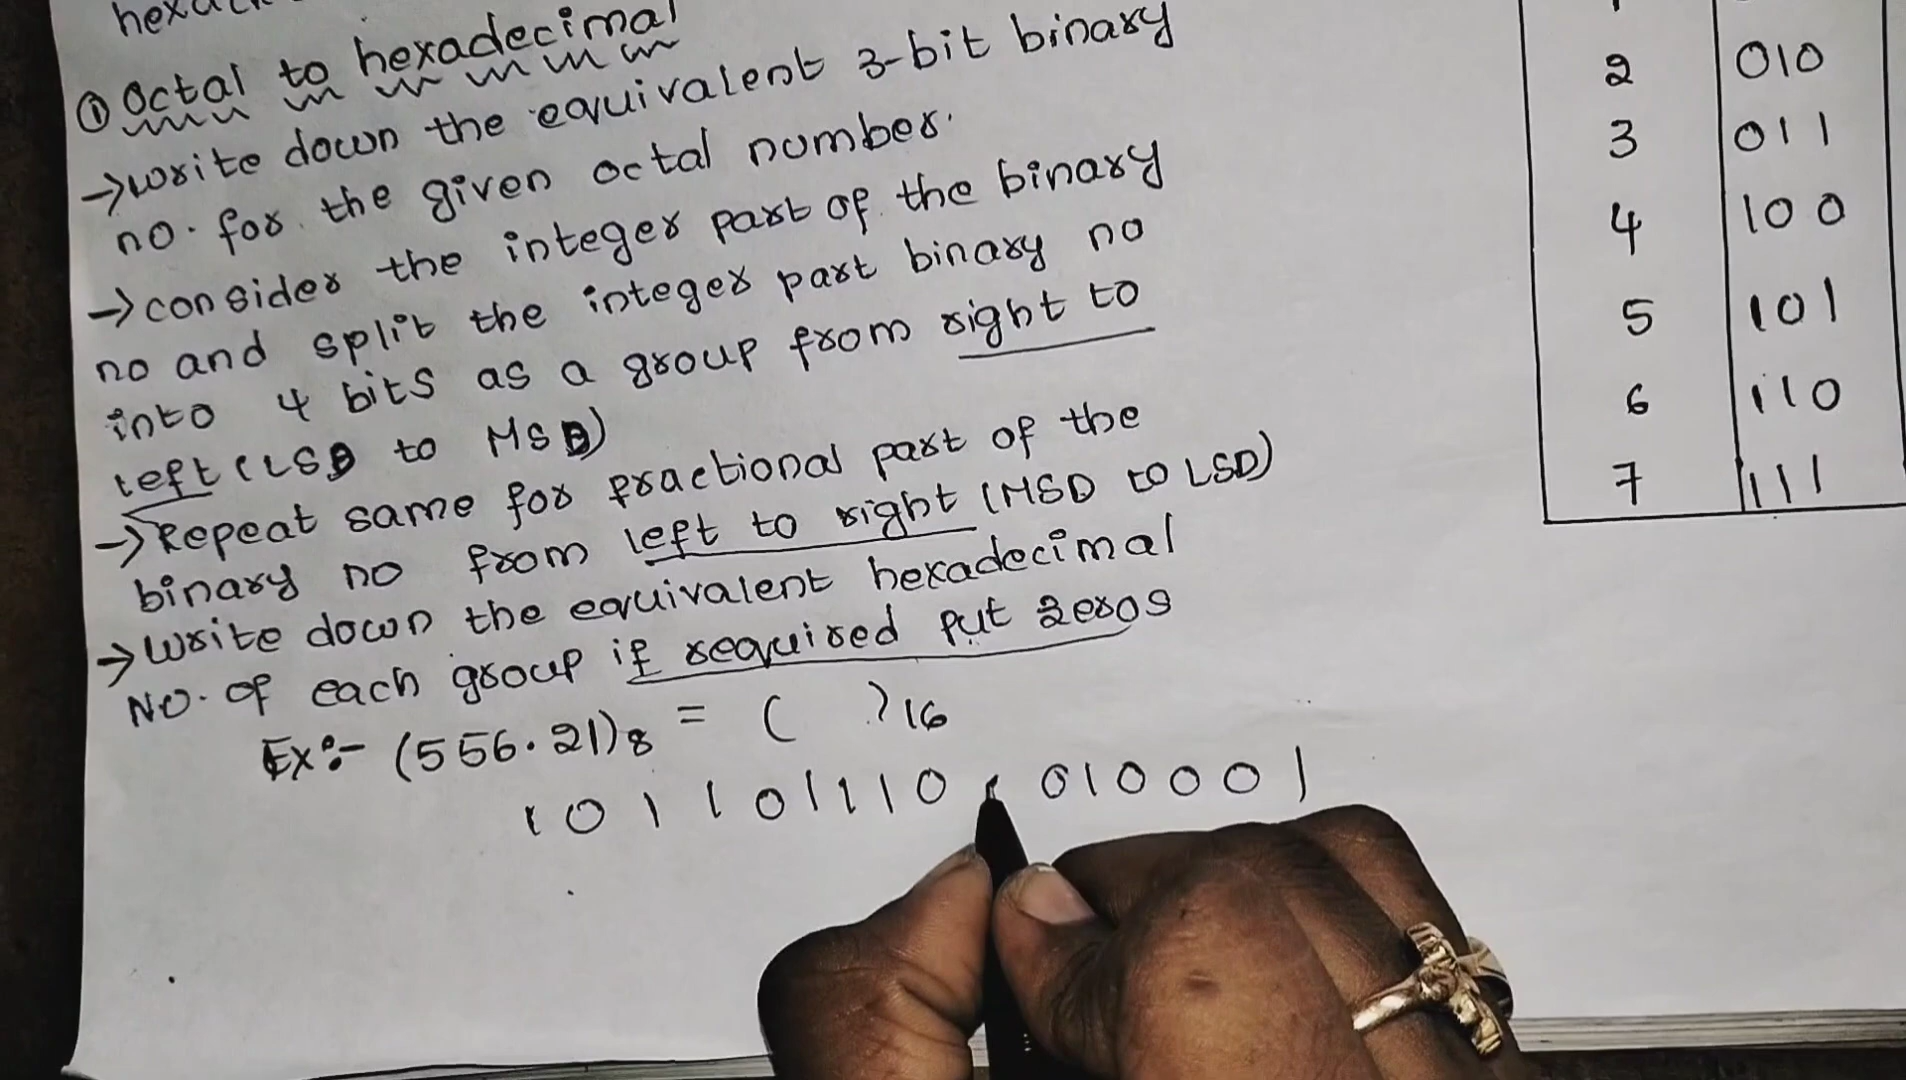 ① Octal to hexadecimal
→ write down the equivalent 3-bit binary
no. for the given octal number.
→ consider the integer part of the binary
no and split the integer part binary no
into 4 bits as a group from right to
left (LSD to MSD)
→ Repeat same for fractional part of the
binary no from left to right (MSD to LSD)
→ Write down the equivalent hexadecimal
No. of each group if required put zeros
Ex:- (556.21)8 = ( )16
101101110 . 010001
2 010
3 011
4 100
5 101
6 110
7 111